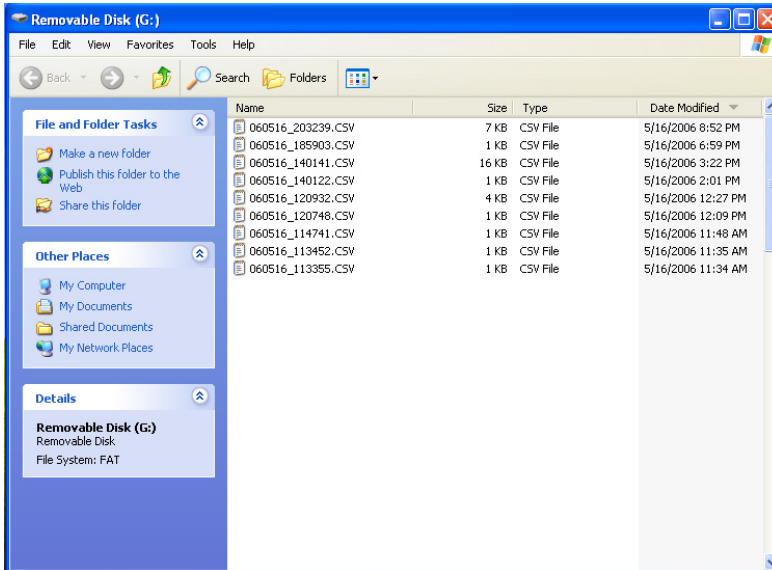 Removable Disk (G:)
File Edit View Favorites Tools Help
Back Search Folders
Name Size Type Date Modified
060516_203239.CSV 7 KB CSV File 5/16/2006 8:52 PM
060516_185903.CSV 1 KB CSV File 5/16/2006 6:59 PM
060516_140141.CSV 16 KB CSV File 5/16/2006 3:22 PM
060516_140122.CSV 1 KB CSV File 5/16/2006 2:01 PM
060516_120932.CSV 4 KB CSV File 5/16/2006 12:27 PM
060516_120748.CSV 1 KB CSV File 5/16/2006 12:09 PM
060516_114741.CSV 1 KB CSV File 5/16/2006 11:48 AM
060516_113452.CSV 1 KB CSV File 5/16/2006 11:35 AM
060516_113355.CSV 1 KB CSV File 5/16/2006 11:34 AM
File and Folder Tasks
Make a new folder
Publish this folder to the
Web
Share this folder
Other Places
My Computer
My Documents
Shared Documents
My Network Places
Details
Removable Disk (G:)
Removable Disk
File System: FAT